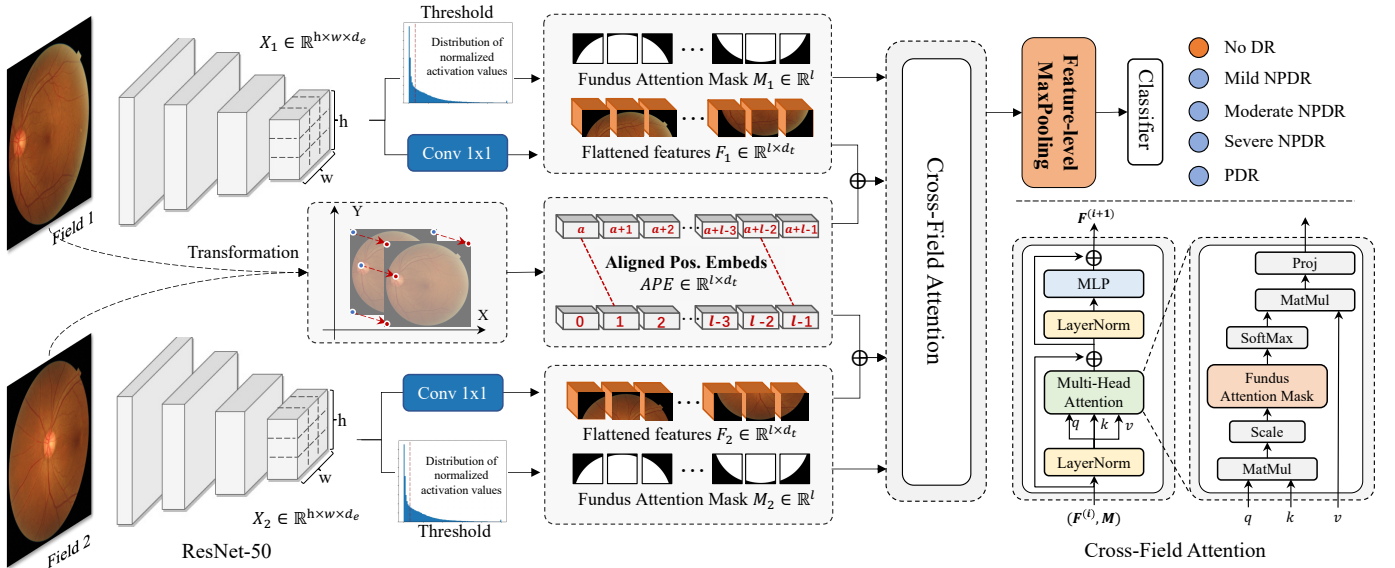 Field 1
X₁ ∈ ℝ^{h×w×d_e}
h
w
Threshold
Distribution of
normalized
activation values
Conv 1x1
Fundus Attention Mask M₁ ∈ ℝ^l
Flattened features F₁ ∈ ℝ^{l×d_t}
Transformation
Y
X
a
a+1
a+2
a+l-3
a+l-2
a+l-1
Aligned Pos. Embeds
APE ∈ ℝ^{l×d_t}
0
1
2
l-3
l-2
l-1
Field 2
h
w
X₂ ∈ ℝ^{h×w×d_e}
ResNet-50
Conv 1x1
Distribution of
normalized
activation values
Threshold
Flattened features F₂ ∈ ℝ^{l×d_t}
Fundus Attention Mask M₂ ∈ ℝ^l
Cross-Field Attention
Feature-level
MaxPooling
Classifier
No DR
Mild NPDR
Moderate NPDR
Severe NPDR
PDR
F^{(i+1)}
MLP
LayerNorm
Multi-Head
Attention
q k v
LayerNorm
(F^{(i)}, M)
Proj
MatMul
SoftMax
Fundus
Attention Mask
Scale
MatMul
q k v
Cross-Field Attention